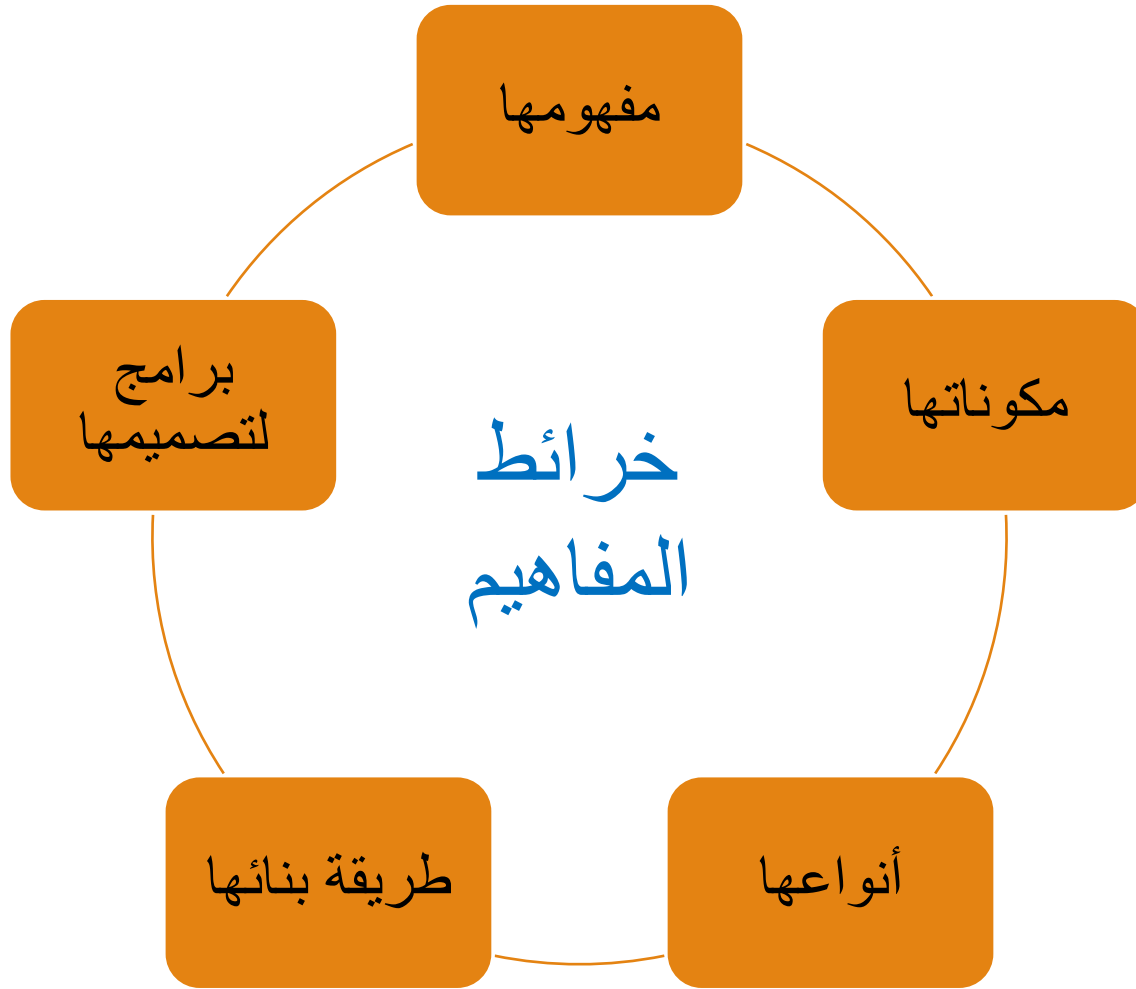 مفهومها
مكوناتها
أنواعها
طريقة بنائها
برامج
لتصميمها
خرائط
المفاهيم